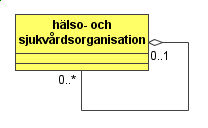 hälso- och
sjukvårdsorganisation
0..1
0..*